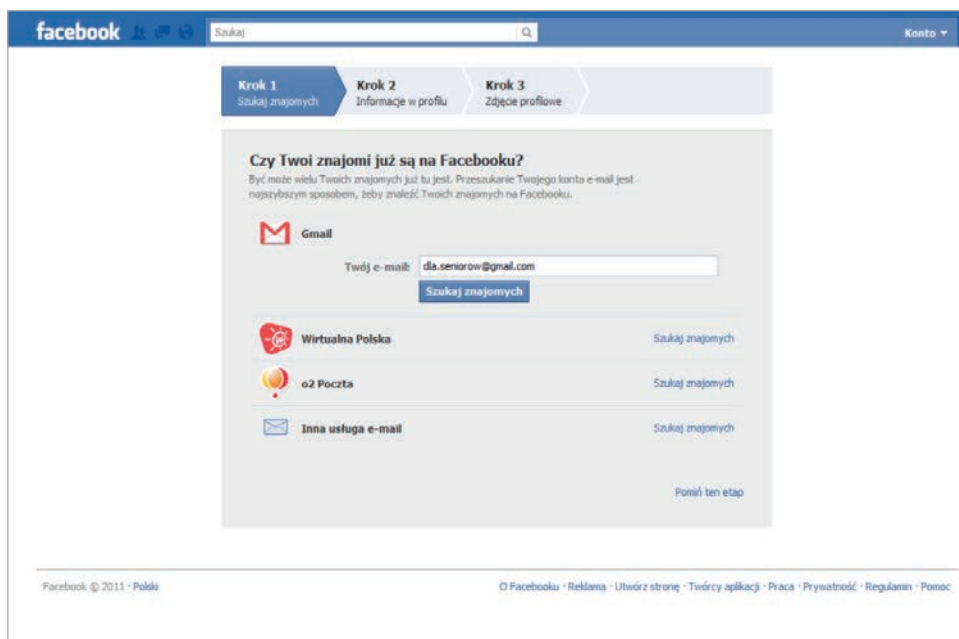 facebook
Szukaj
Konto
Krok 1
Szukaj znajomych
Krok 2
Informacje w profilu
Krok 3
Zdjęcie profilowe
Czy Twoi znajomi już są na Facebooku?
Być może wielu Twoich znajomych już tu jest. Przeszukanie Twojego konta e-mail jest
najszybszym sposobem, żeby znaleźć Twoich znajomych na Facebooku.
Gmail
Twój e-mail: dla.seniorow@gmail.com
Szukaj znajomych
Wirtualna Polska Szukaj znajomych
o2 Poczta Szukaj znajomych
Inna usługa e-mail Szukaj znajomych
Pomiń ten etap
Facebook © 2011 · Polski
O Facebooku · Reklama · Utwórz stronę · Twórcy aplikacji · Praca · Prywatność · Regulamin · Pomoc